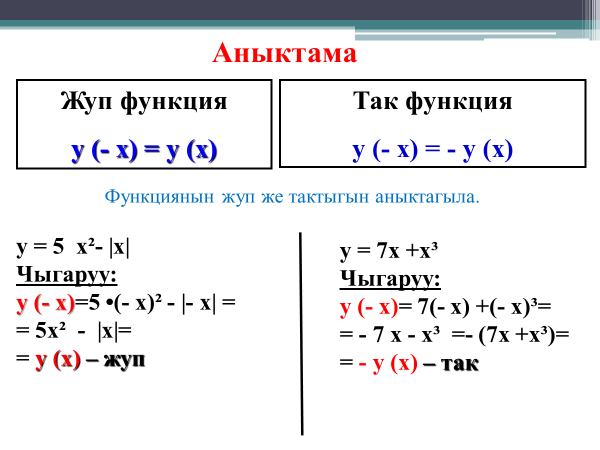 Аныктама
Жуп функция
у (- х) = у (х)
Так функция
у (- х) = - у (х)
Функциянын жуп же тактыгын аныктагыла.
у = 5 х²- |х|
Чыгаруу:
у (- х)=5 •(- х)² - |- х| =
= 5х² - |х|=
= у (х) – жуп
у = 7х +х³
Чыгаруу:
у (- х)= 7(- х) +(- х)³=
= - 7 х - х³ =- (7х +х³)=
= - у (х) – так